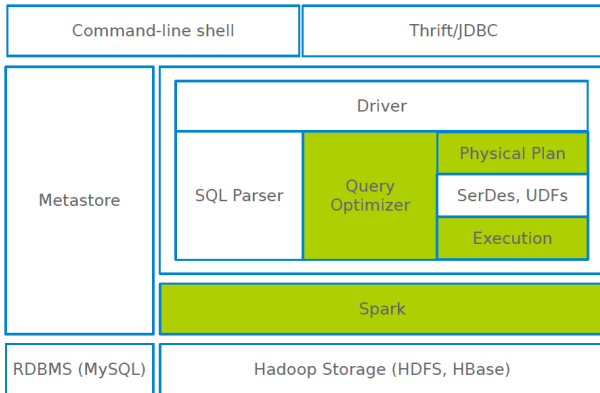 Command-line shell
Thrift/JDBC
Driver
Metastore
SQL Parser
Query
Optimizer
Physical Plan
SerDes, UDFs
Execution
Spark
RDBMS (MySQL)
Hadoop Storage (HDFS, HBase)